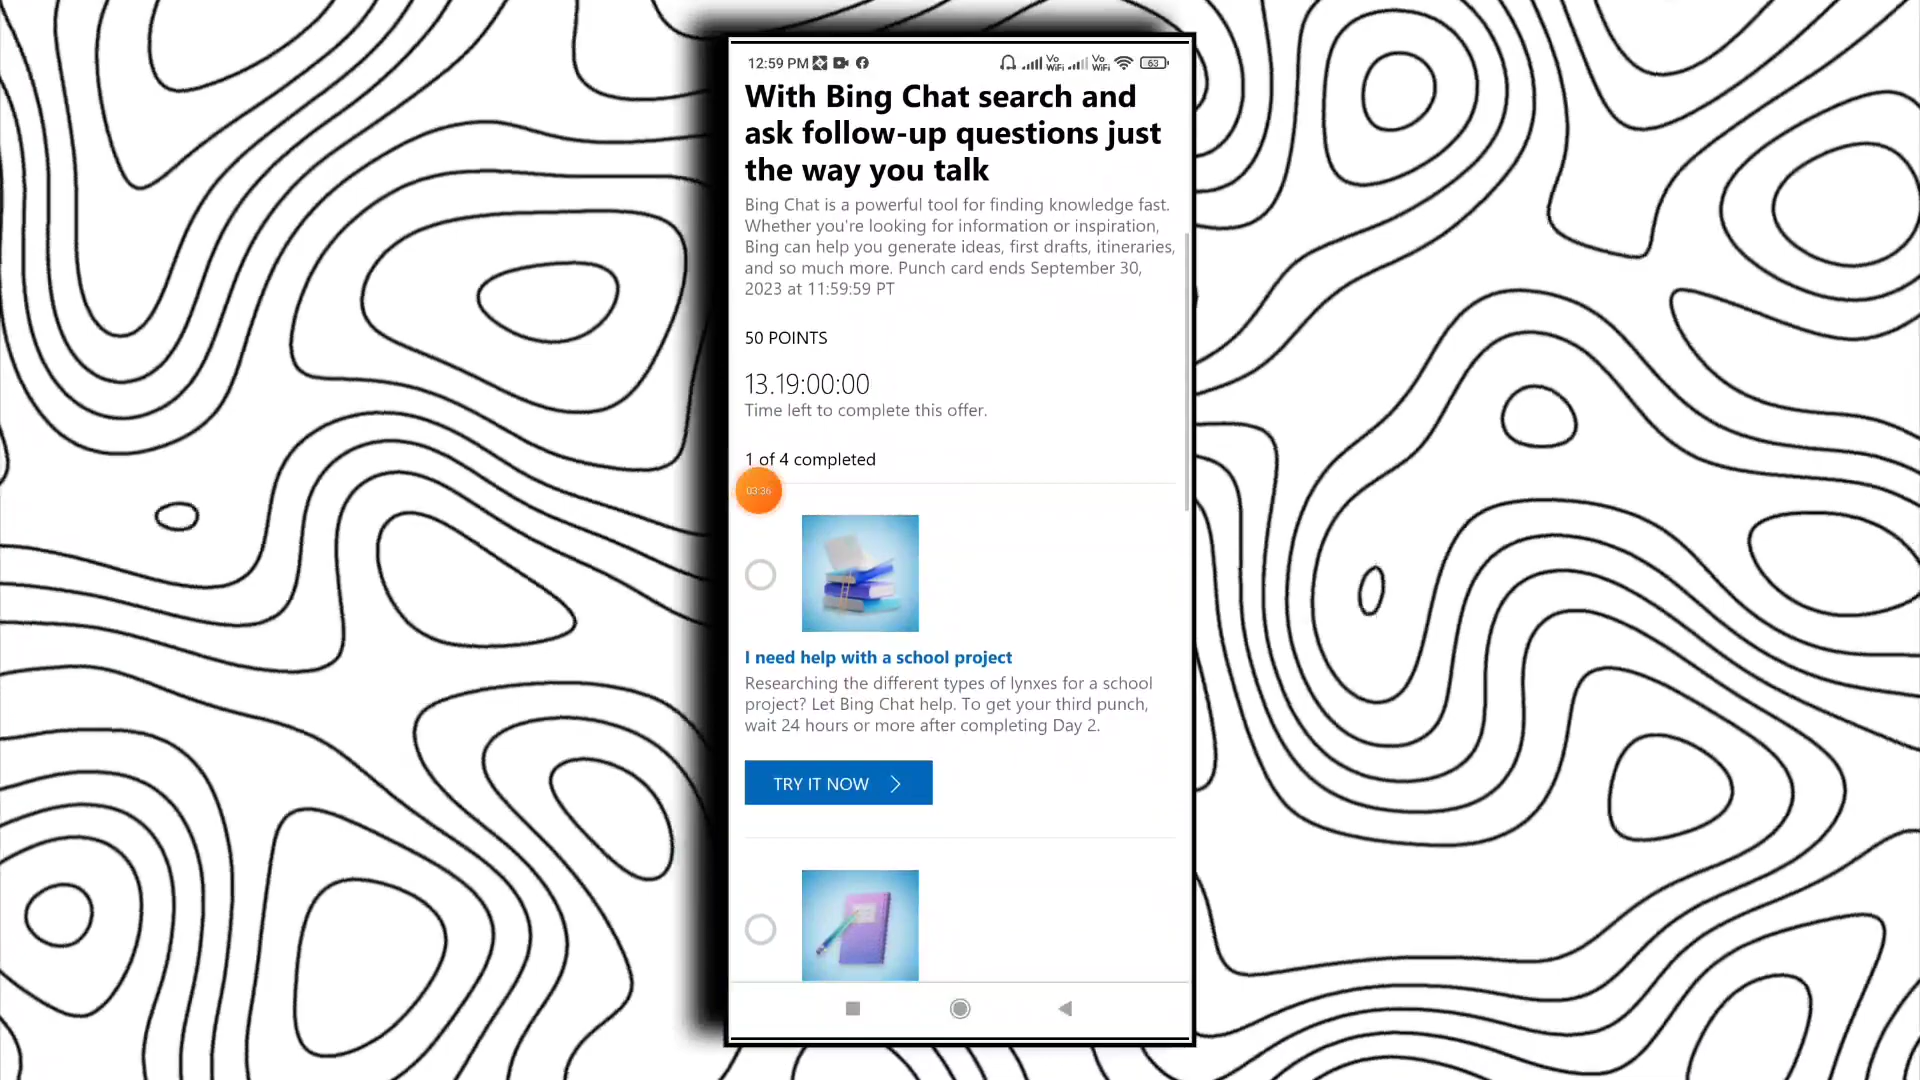 12:59 PM
Vo WiFi
Vo WiFi
63
With Bing Chat search and
ask follow-up questions just
the way you talk
Bing Chat is a powerful tool for finding knowledge fast.
Whether you're looking for information or inspiration,
Bing can help you generate ideas, first drafts, itineraries,
and so much more. Punch card ends September 30,
2023 at 11:59:59 PT
50 POINTS
13.19:00:00
Time left to complete this offer.
1 of 4 completed
03:36
I need help with a school project
Researching the different types of lynxes for a school
project? Let Bing Chat help. To get your third punch,
wait 24 hours or more after completing Day 2.
TRY IT NOW